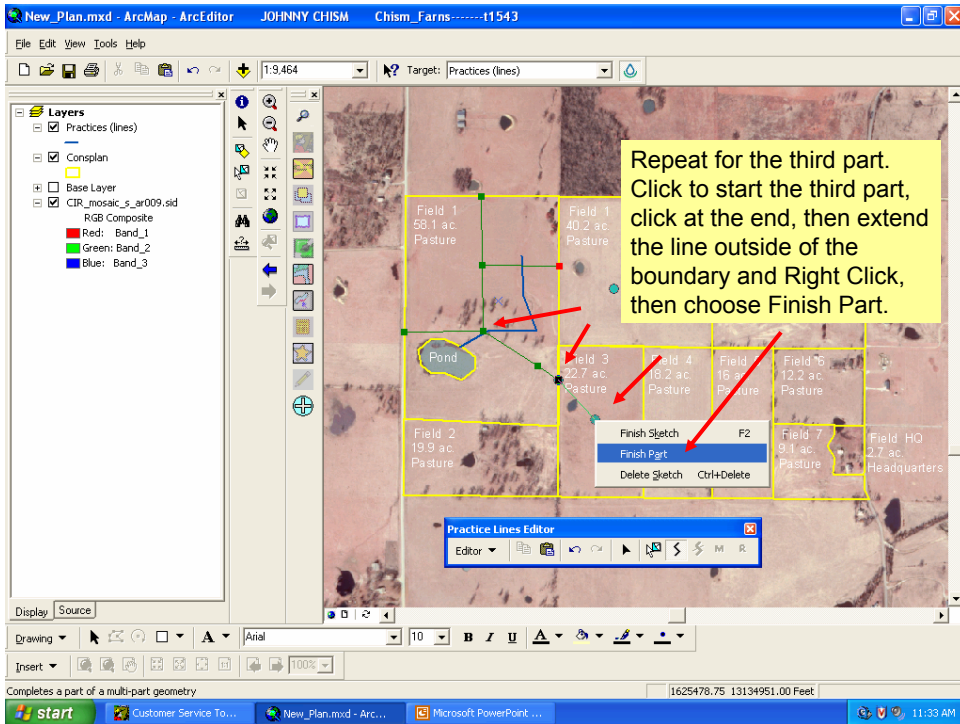 New_Plan.mxd - ArcMap - ArcEditor JOHNNY CHISM Chism_Farns-------t1543
File Edit View Tools Help
1:9,464 Target: Practices (lines)
Layers
Practices (lines)
Consplan
Base Layer
CIR_mosaic_s_ar009.sid
RGB Composite
Red: Band_1
Green: Band_2
Blue: Band_3
Repeat for the third part.
Click to start the third part,
click at the end, then extend
the line outside of the
boundary and Right Click,
then choose Finish Part.
Field 1
58.1 ac.
Pasture
Field 1
40.2 ac.
Pasture
Pond
Field 3
22.7 ac.
Pasture
Field 4
18.2 ac.
Pasture
Field
16 ac
Pasture
Field 6
12.2 ac.
Pasture
Field 2
19.9 ac.
Pasture
Field 7
9.1 ac.
Pasture
Field HQ
2.7 ac.
Headquarters
Finish Sketch F2
Finish Part
Delete Sketch Ctrl+Delete
Practice Lines Editor
Editor M R
Display Source
Drawing A Arial 10 B I U A
Insert 100%
Completes a part of a multi-part geometry 1625478.75 13134951.00 Feet
start Customer Service To... New_Plan.mxd - Arc... Microsoft PowerPoint ... 11:33 AM